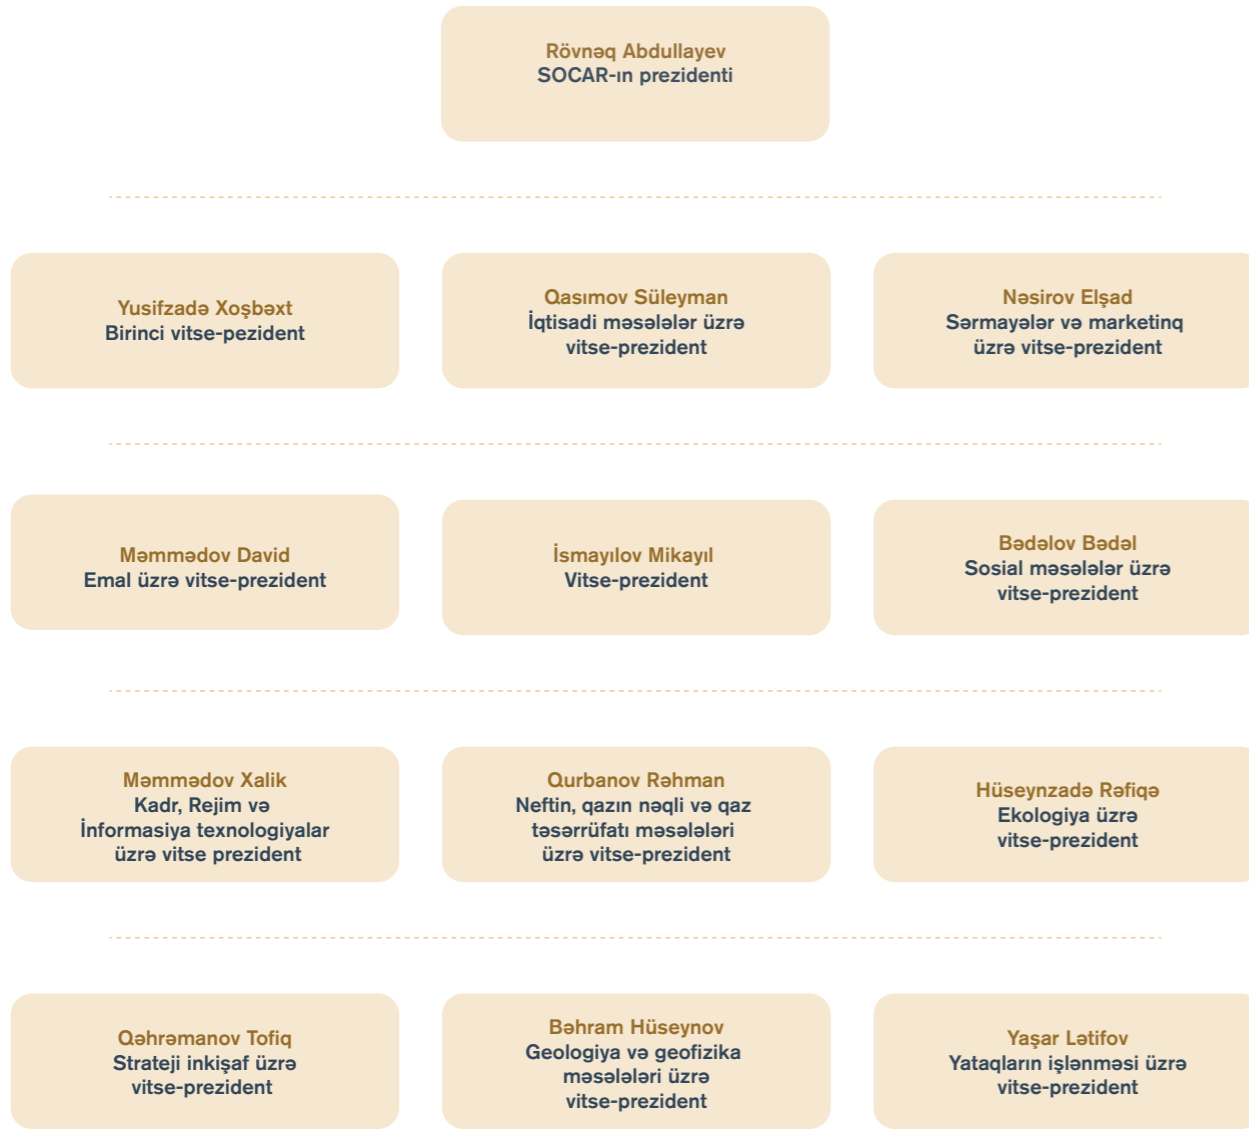 Rövnəq Abdullayev
SOCAR-ın prezidenti
Yusifzadə Xoşbəxt
Birinci vitse-pezident
Qasımov Süleyman
İqtisadi məsələlər üzrə
vitse-prezident
Nəsirov Elşad
Sərmayələr və marketinq
üzrə vitse-prezident
Məmmədov David
Emal üzrə vitse-prezident
İsmayılov Mikayıl
Vitse-prezident
Bədəlov Bədəl
Sosial məsələlər üzrə
vitse-prezident
Məmmədov Xalik
Kadr, Rejim və
İnformasiya texnologiyalar
üzrə vitse prezident
Qurbanov Rəhman
Neftin, qazın nəqli və qaz
təsərrüfatı məsələləri
üzrə vitse-prezident
Hüseynzadə Rəfiqə
Ekologiya üzrə
vitse-prezident
Qəhrəmanov Tofiq
Strateji inkişaf üzrə
vitse-prezident
Bəhram Hüseynov
Geologiya və geofizika
məsələləri üzrə
vitse-prezident
Yaşar Lətifov
Yataqların işlənməsi üzrə
vitse-prezident